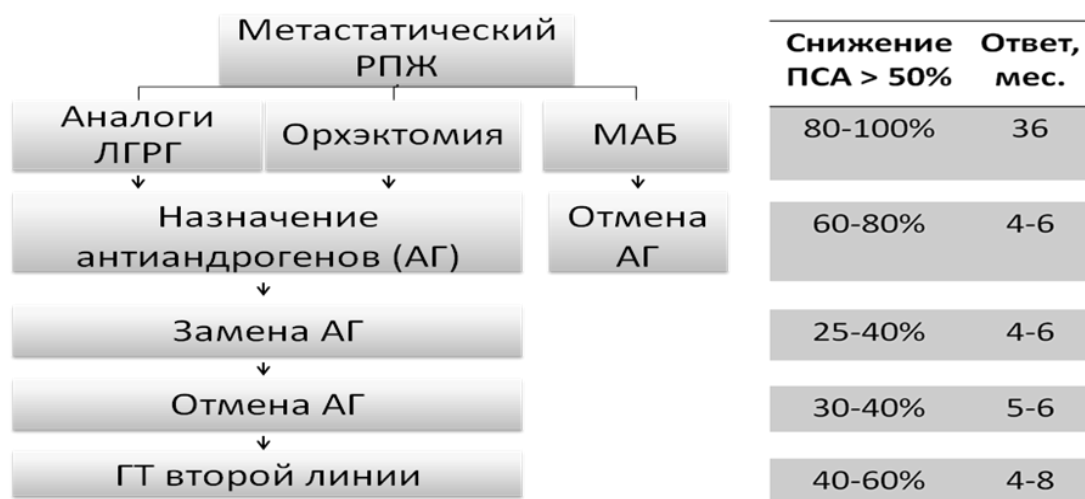 Метастатический
РПЖ
Аналоги
ЛГРГ
Орхэктомия
МАБ
Назначение
антиандрогенов (АГ)
Отмена
АГ
Замена АГ
Отмена АГ
ГТ второй линии
Снижение Ответ,
ПСА > 50% мес.
80-100% 36
60-80% 4-6
25-40% 4-6
30-40% 5-6
40-60% 4-8